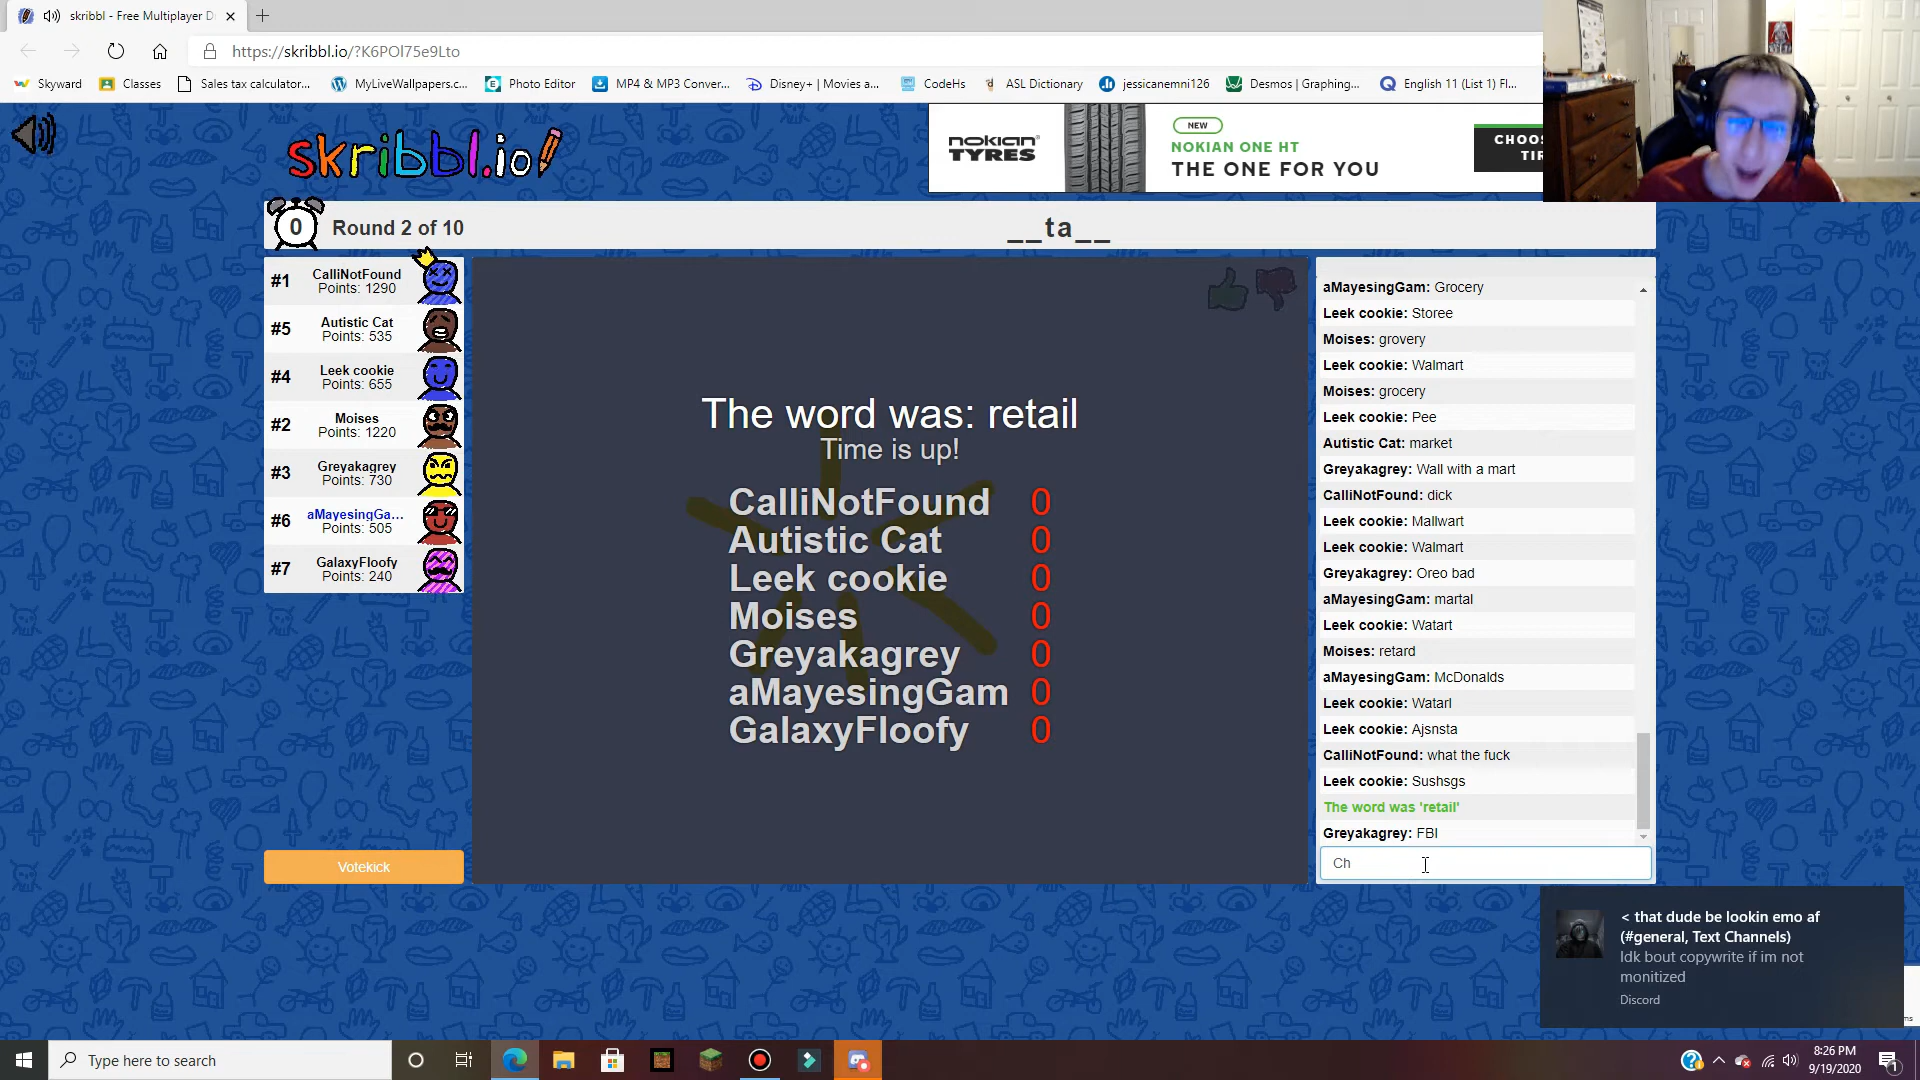 skribbl - Free Multiplayer D
https://skribbl.io/?K6POl75e9Lto
Skyward
Classes
Sales tax calculator...
MyLiveWallpapers.c...
Photo Editor
MP4 & MP3 Conver...
Disney+ | Movies a...
CodeHs
ASL Dictionary
jessicanemni126
Desmos | Graphing...
English 11 (List 1) Fl...
skribbl.io
NOKIAN
TYRES
NEW
NOKIAN ONE HT
THE ONE FOR YOU
CHOOS
TIR
0
Round 2 of 10
__ta__
#1
CalliNotFound
Points: 1290
#5
Autistic Cat
Points: 535
#4
Leek cookie
Points: 655
#2
Moises
Points: 1220
#3
Greyakagrey
Points: 730
#6
aMayesingGa...
Points: 505
#7
GalaxyFloofy
Points: 240
Votekick
The word was: retail
Time is up!
CalliNotFound 0
Autistic Cat 0
Leek cookie 0
Moises 0
Greyakagrey 0
aMayesingGam 0
GalaxyFloofy 0
aMayesingGam: Grocery
Leek cookie: Storee
Moises: grovery
Leek cookie: Walmart
Moises: grocery
Leek cookie: Pee
Autistic Cat: market
Greyakagrey: Wall with a mart
CalliNotFound: dick
Leek cookie: Mallwart
Leek cookie: Walmart
Greyakagrey: Oreo bad
aMayesingGam: martal
Leek cookie: Watart
Moises: retard
aMayesingGam: McDonalds
Leek cookie: Watarl
Leek cookie: Ajsnsta
CalliNotFound: what the fuck
Leek cookie: Sushsgs
The word was 'retail'
Greyakagrey: FBI
Ch
< that dude be lookin emo af
(#general, Text Channels)
Idk bout copywrite if im not
monitized
Discord
Type here to search
8:26 PM
9/19/2020
1